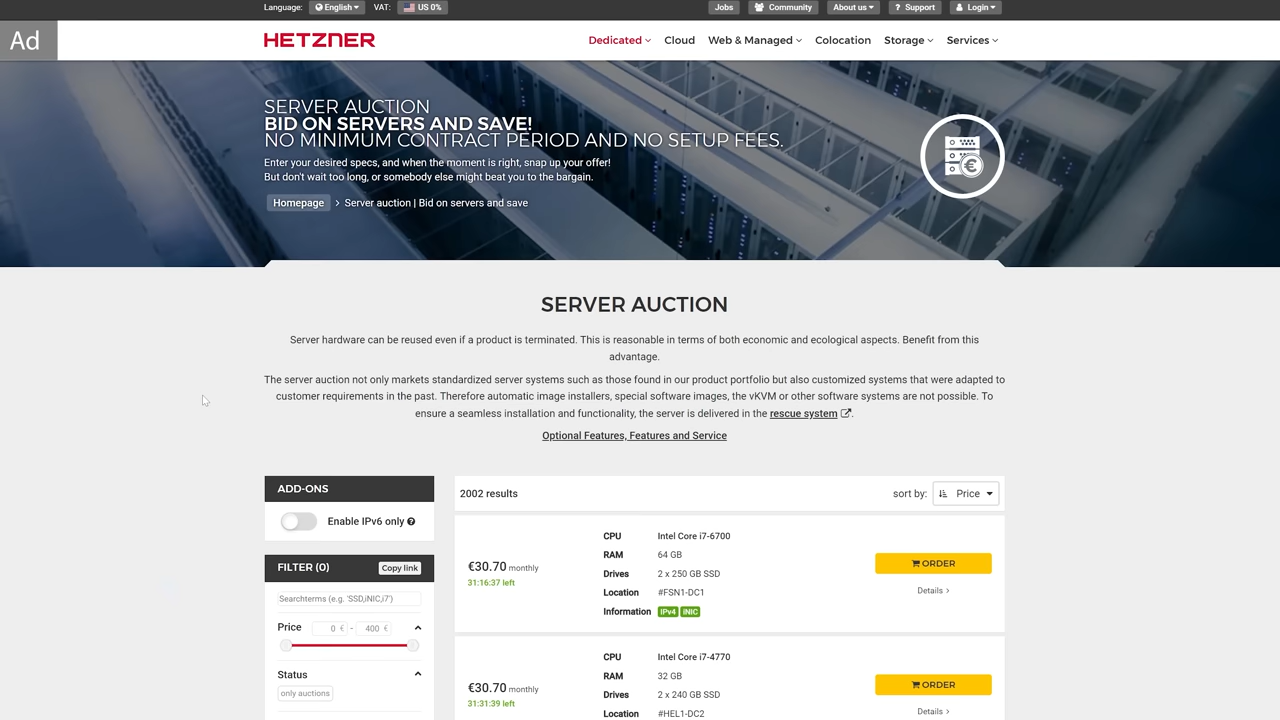 Language: English VAT: US 0% Jobs Community About us Support Login
Ad
HETZNER Dedicated Cloud Web & Managed Colocation Storage Services
SERVER AUCTION
BID ON SERVERS AND SAVE!
NO MINIMUM CONTRACT PERIOD AND NO SETUP FEES.
Enter your desired specs, and when the moment is right, snap up your offer!
But don't wait too long, or somebody else might beat you to the bargain.
Homepage > Server auction | Bid on servers and save
SERVER AUCTION
Server hardware can be reused even if a product is terminated. This is reasonable in terms of both economic and ecological aspects. Benefit from this
advantage.
The server auction not only markets standardized server systems such as those found in our product portfolio but also customized systems that were adapted to
customer requirements in the past. Therefore automatic image installers, special software images, the vKVM or other software systems are not possible. To
ensure a seamless installation and functionality, the server is delivered in the rescue system.
Optional Features, Features and Service
ADD-ONS
Enable IPv6 only
FILTER (0) Copy link
Searchterms (e.g. 'SSD,iNIC,i7')
Price 0 € - 400 €
Status
only auctions
2002 results sort by: Price
€30.70 monthly
31:16:37 left
CPU Intel Core i7-6700
RAM 64 GB
Drives 2 x 250 GB SSD
Location #FSN1-DC1
Information IPv4 iNIC
ORDER
Details >
€30.70 monthly
31:31:39 left
CPU Intel Core i7-4770
RAM 32 GB
Drives 2 x 240 GB SSD
Location #HEL1-DC2
ORDER
Details >